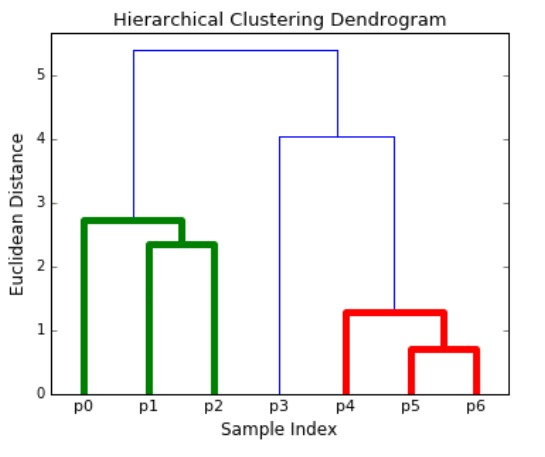 Hierarchical Clustering Dendrogram
Euclidean Distance
5
4
3
2
1
0
p0 p1 p2 p3 p4 p5 p6
Sample Index